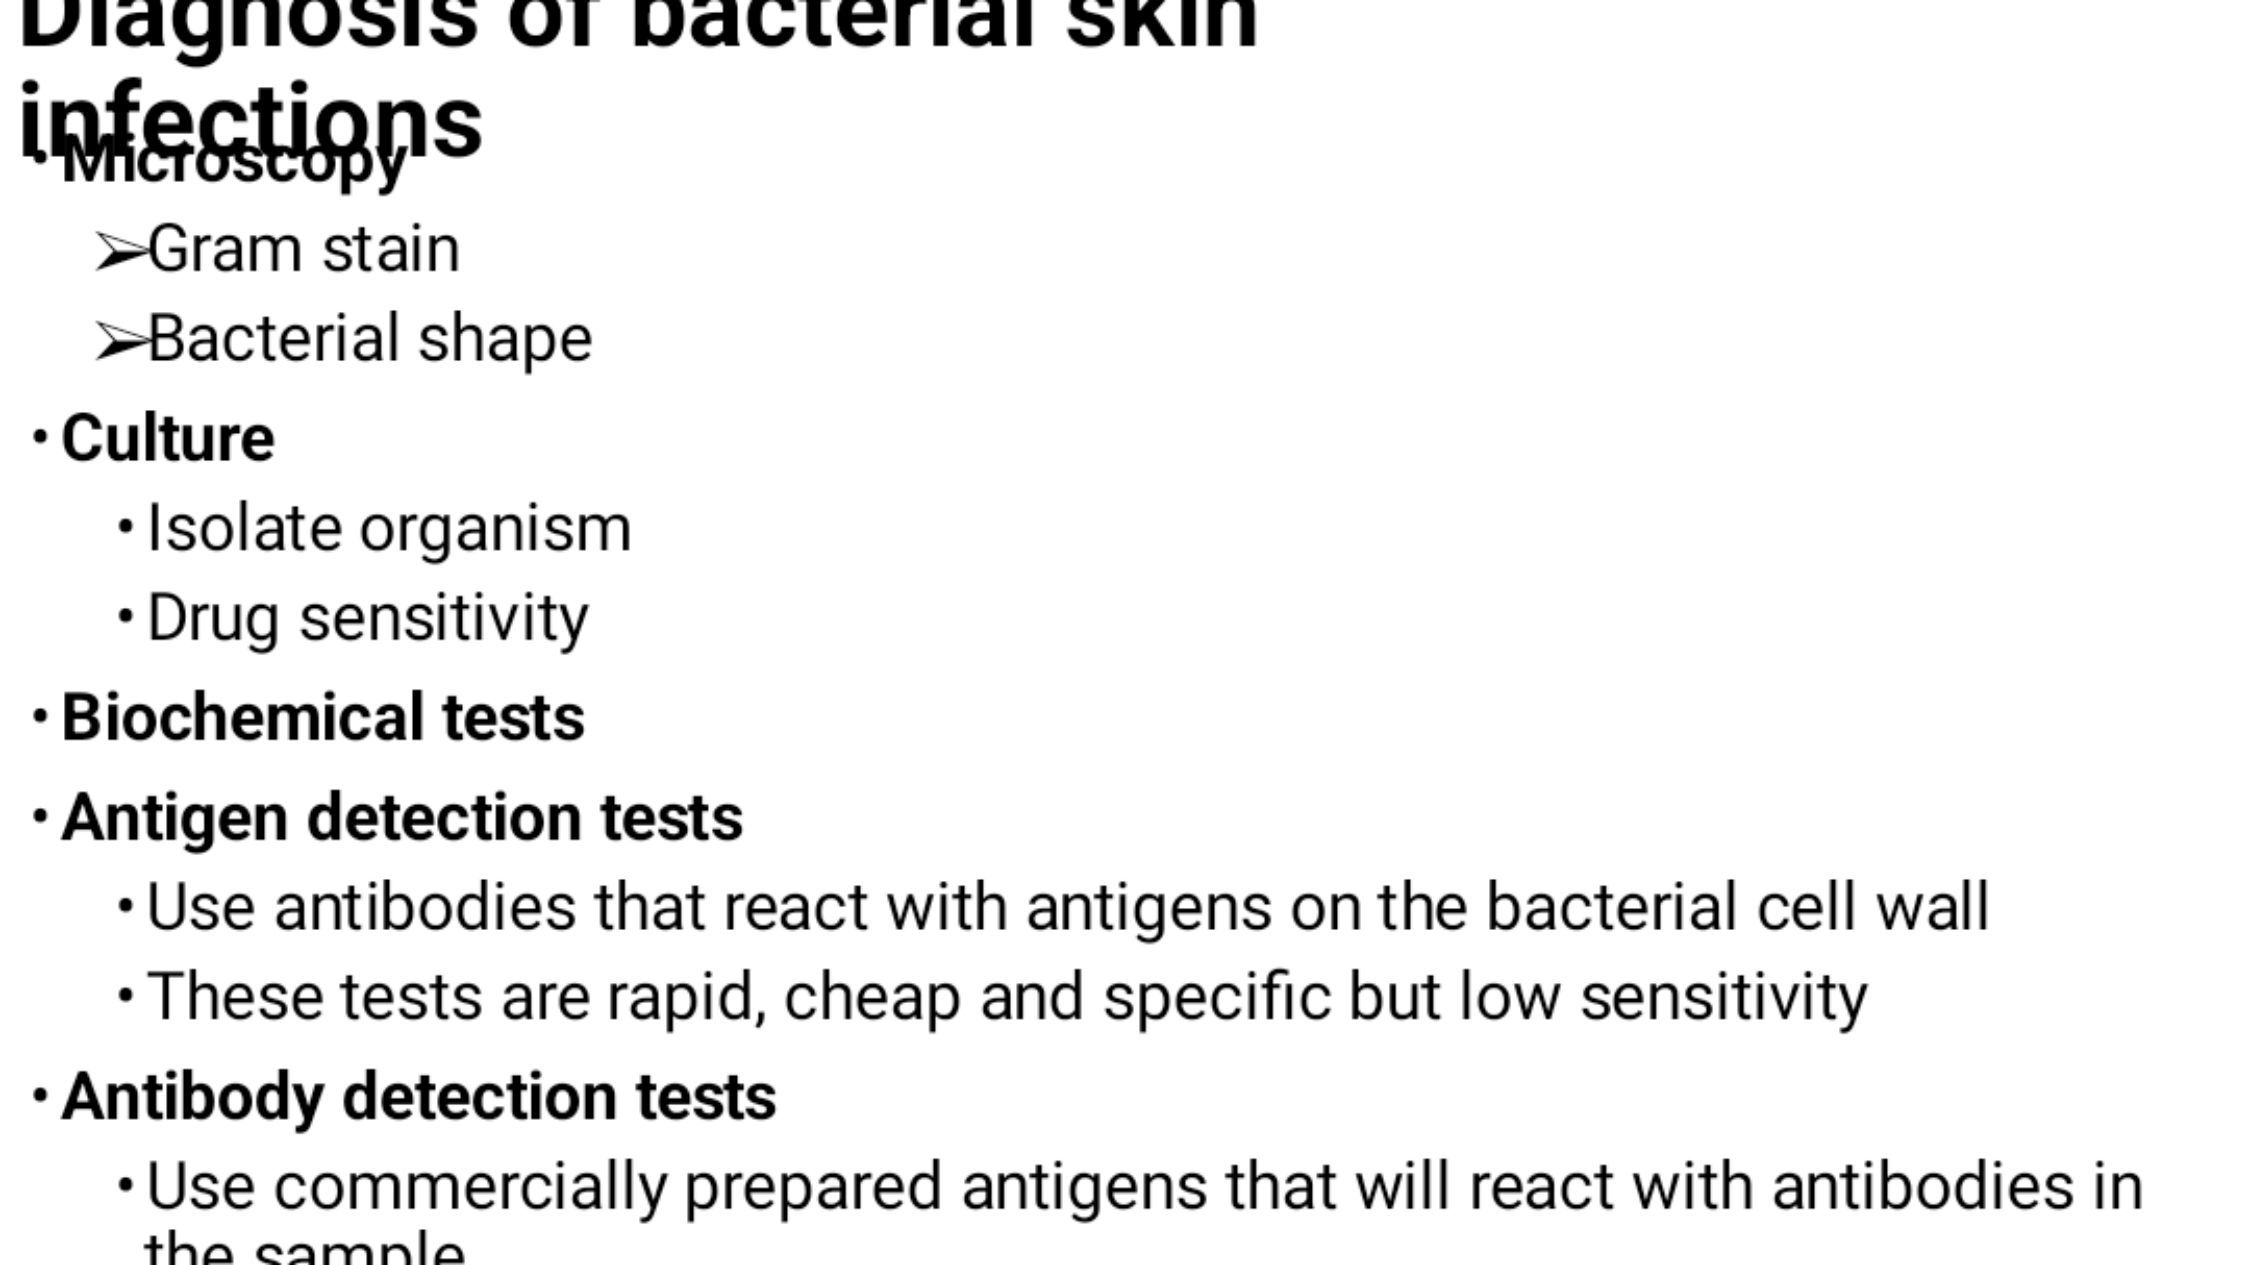 Diagnosis of bacterial skin
infections
• Microscopy
➢Gram stain
➢Bacterial shape
• Culture
• Isolate organism
• Drug sensitivity
• Biochemical tests
• Antigen detection tests
• Use antibodies that react with antigens on the bacterial cell wall
• These tests are rapid, cheap and specific but low sensitivity
• Antibody detection tests
• Use commercially prepared antigens that will react with antibodies in
the sample